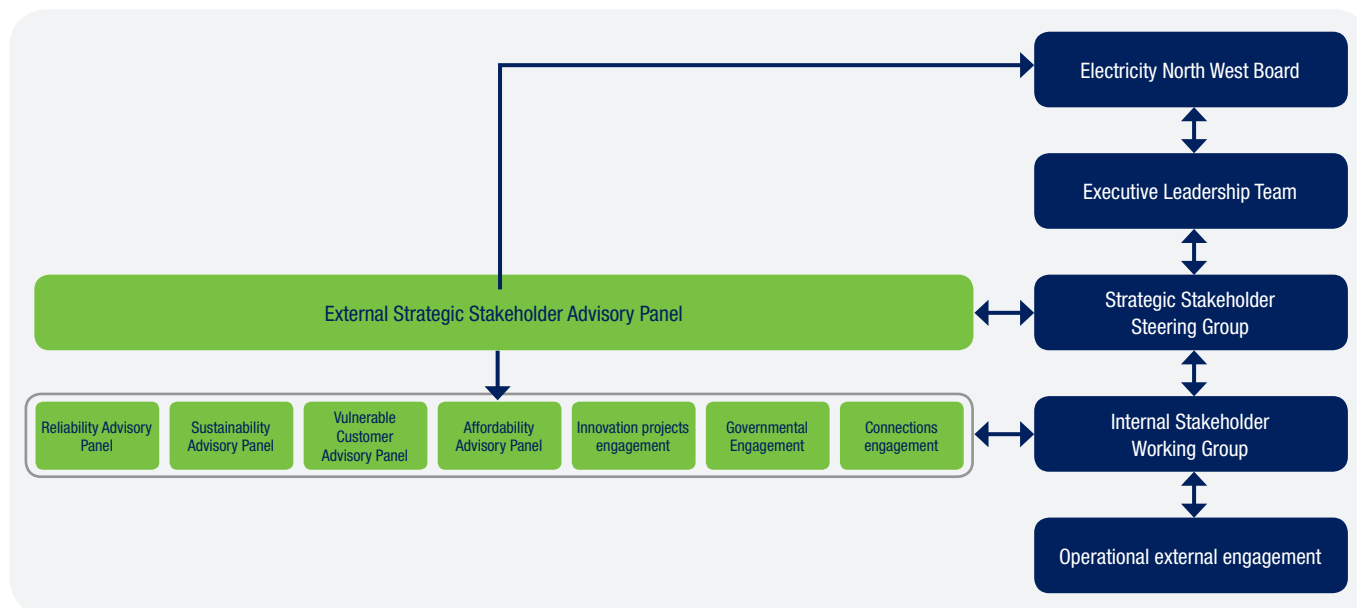 Electricity North West Board
Executive Leadership Team
External Strategic Stakeholder Advisory Panel
Strategic Stakeholder
Steering Group
Reliability Advisory
Panel
Sustainability
Advisory Panel
Vulnerable
Customer
Advisory Panel
Affordability
Advisory Panel
Innovation projects
engagement
Governmental
Engagement
Connections
engagement
Internal Stakeholder
Working Group
Operational external engagement